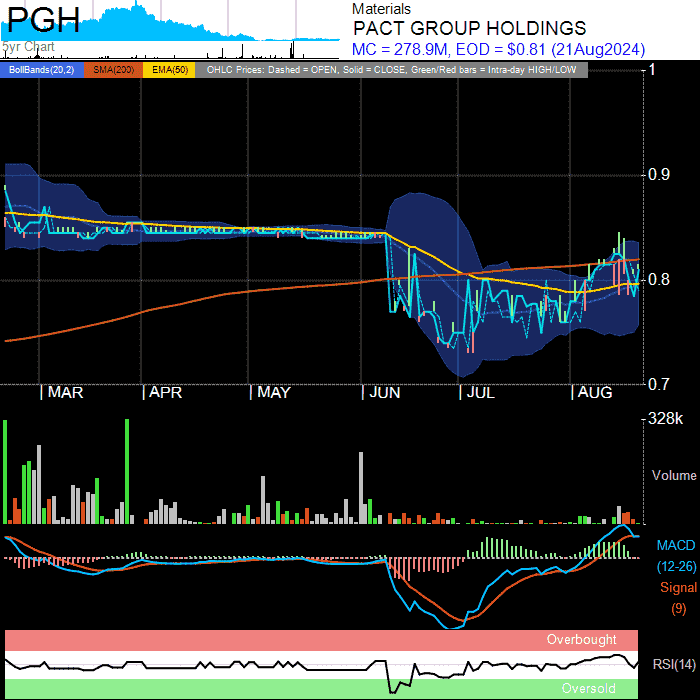 PGH
5yr Chart
Materials
PACT GROUP HOLDINGS
MC = 278.9M, EOD = $0.81 (21Aug2024)
BollBands(20,2) SMA(200) EMA(50) OHLC Prices: Dashed = OPEN, Solid = CLOSE, Green/Red bars = Intra-day HIGH/LOW
1
0.9
0.8
0.7
MAR APR MAY JUN JUL AUG
328k
Volume
MACD
(12-26)
Signal
(9)
Overbought
RSI(14)
Oversold